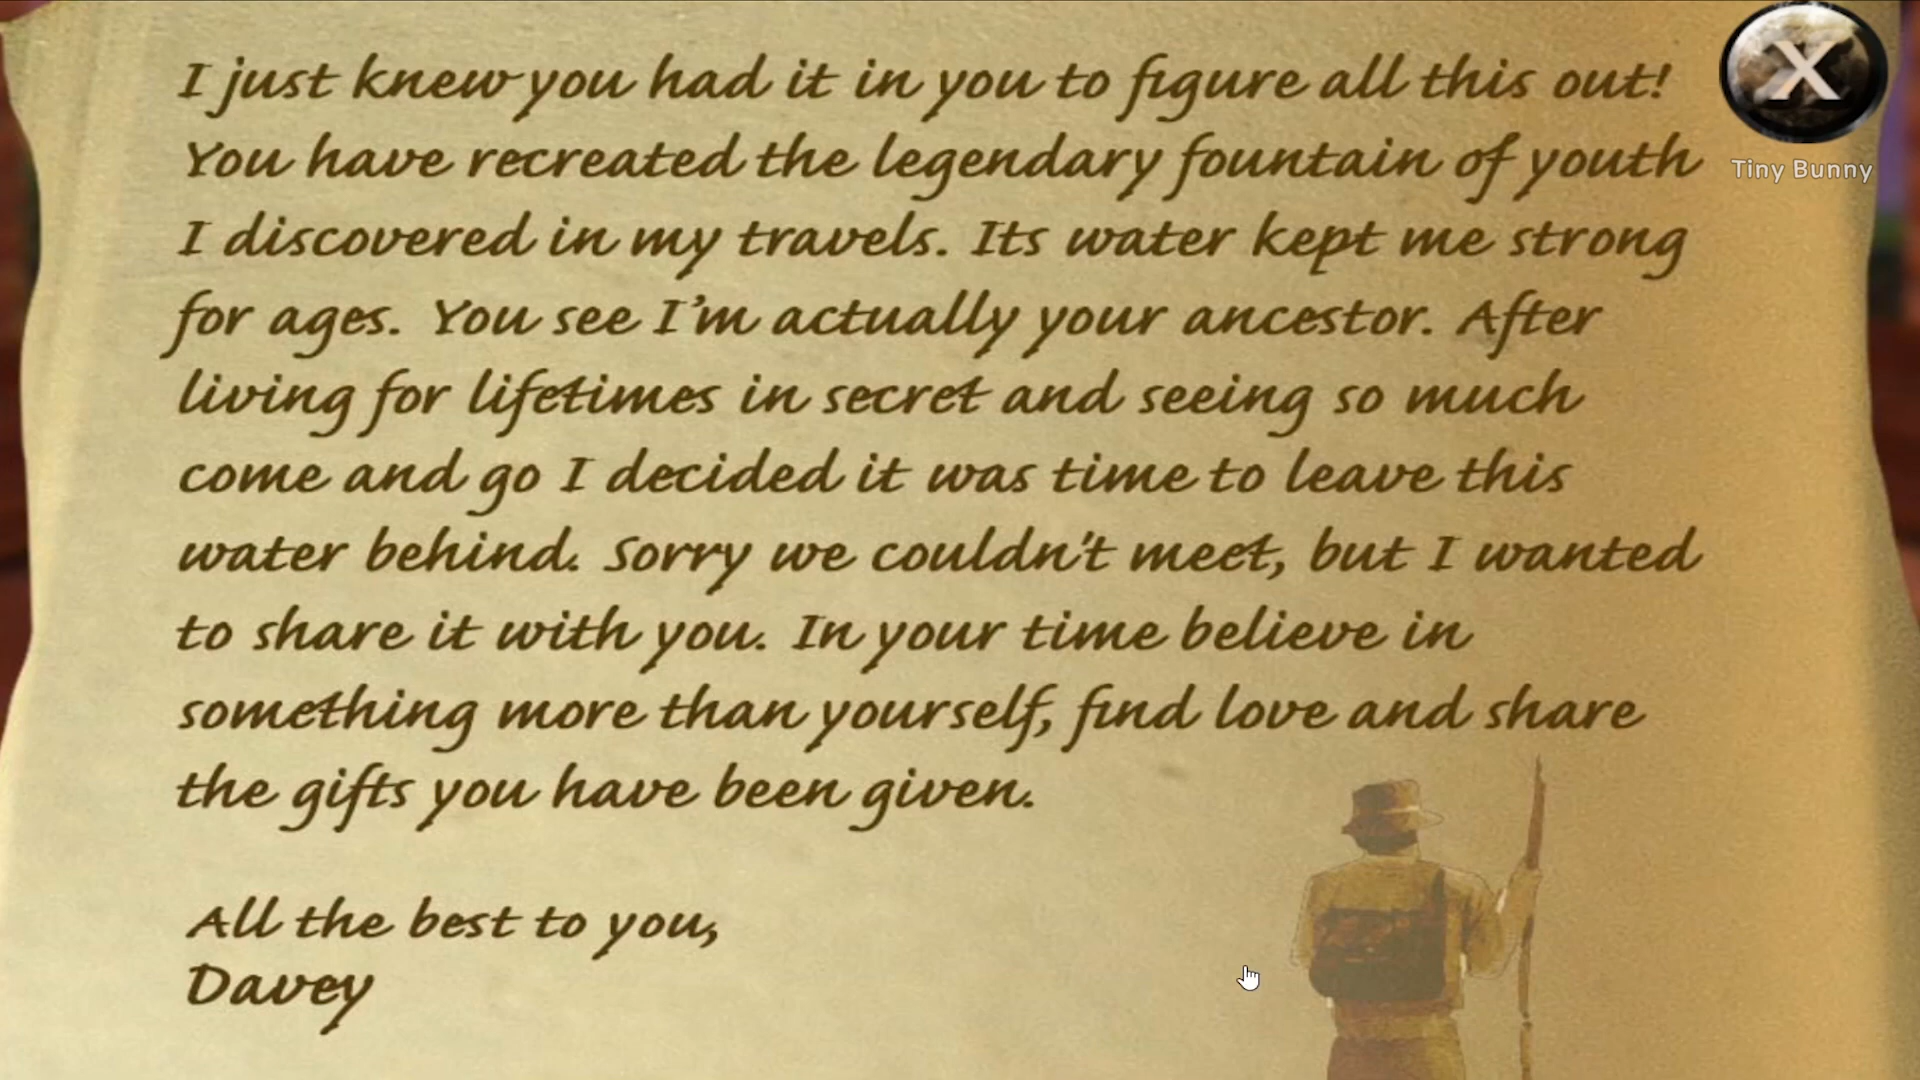 I just knew you had it in you to figure all this out!
You have recreated the legendary fountain of youth
I discovered in my travels. Its water kept me strong
for ages. You see I'm actually your ancestor. After
living for lifetimes in secret and seeing so much
come and go I decided it was time to leave this
water behind. Sorry we couldn't meet, but I wanted
to share it with you. In your time believe in
something more than yourself, find love and share
the gifts you have been given.
All the best to you,
Davey
X
Tiny Bunny